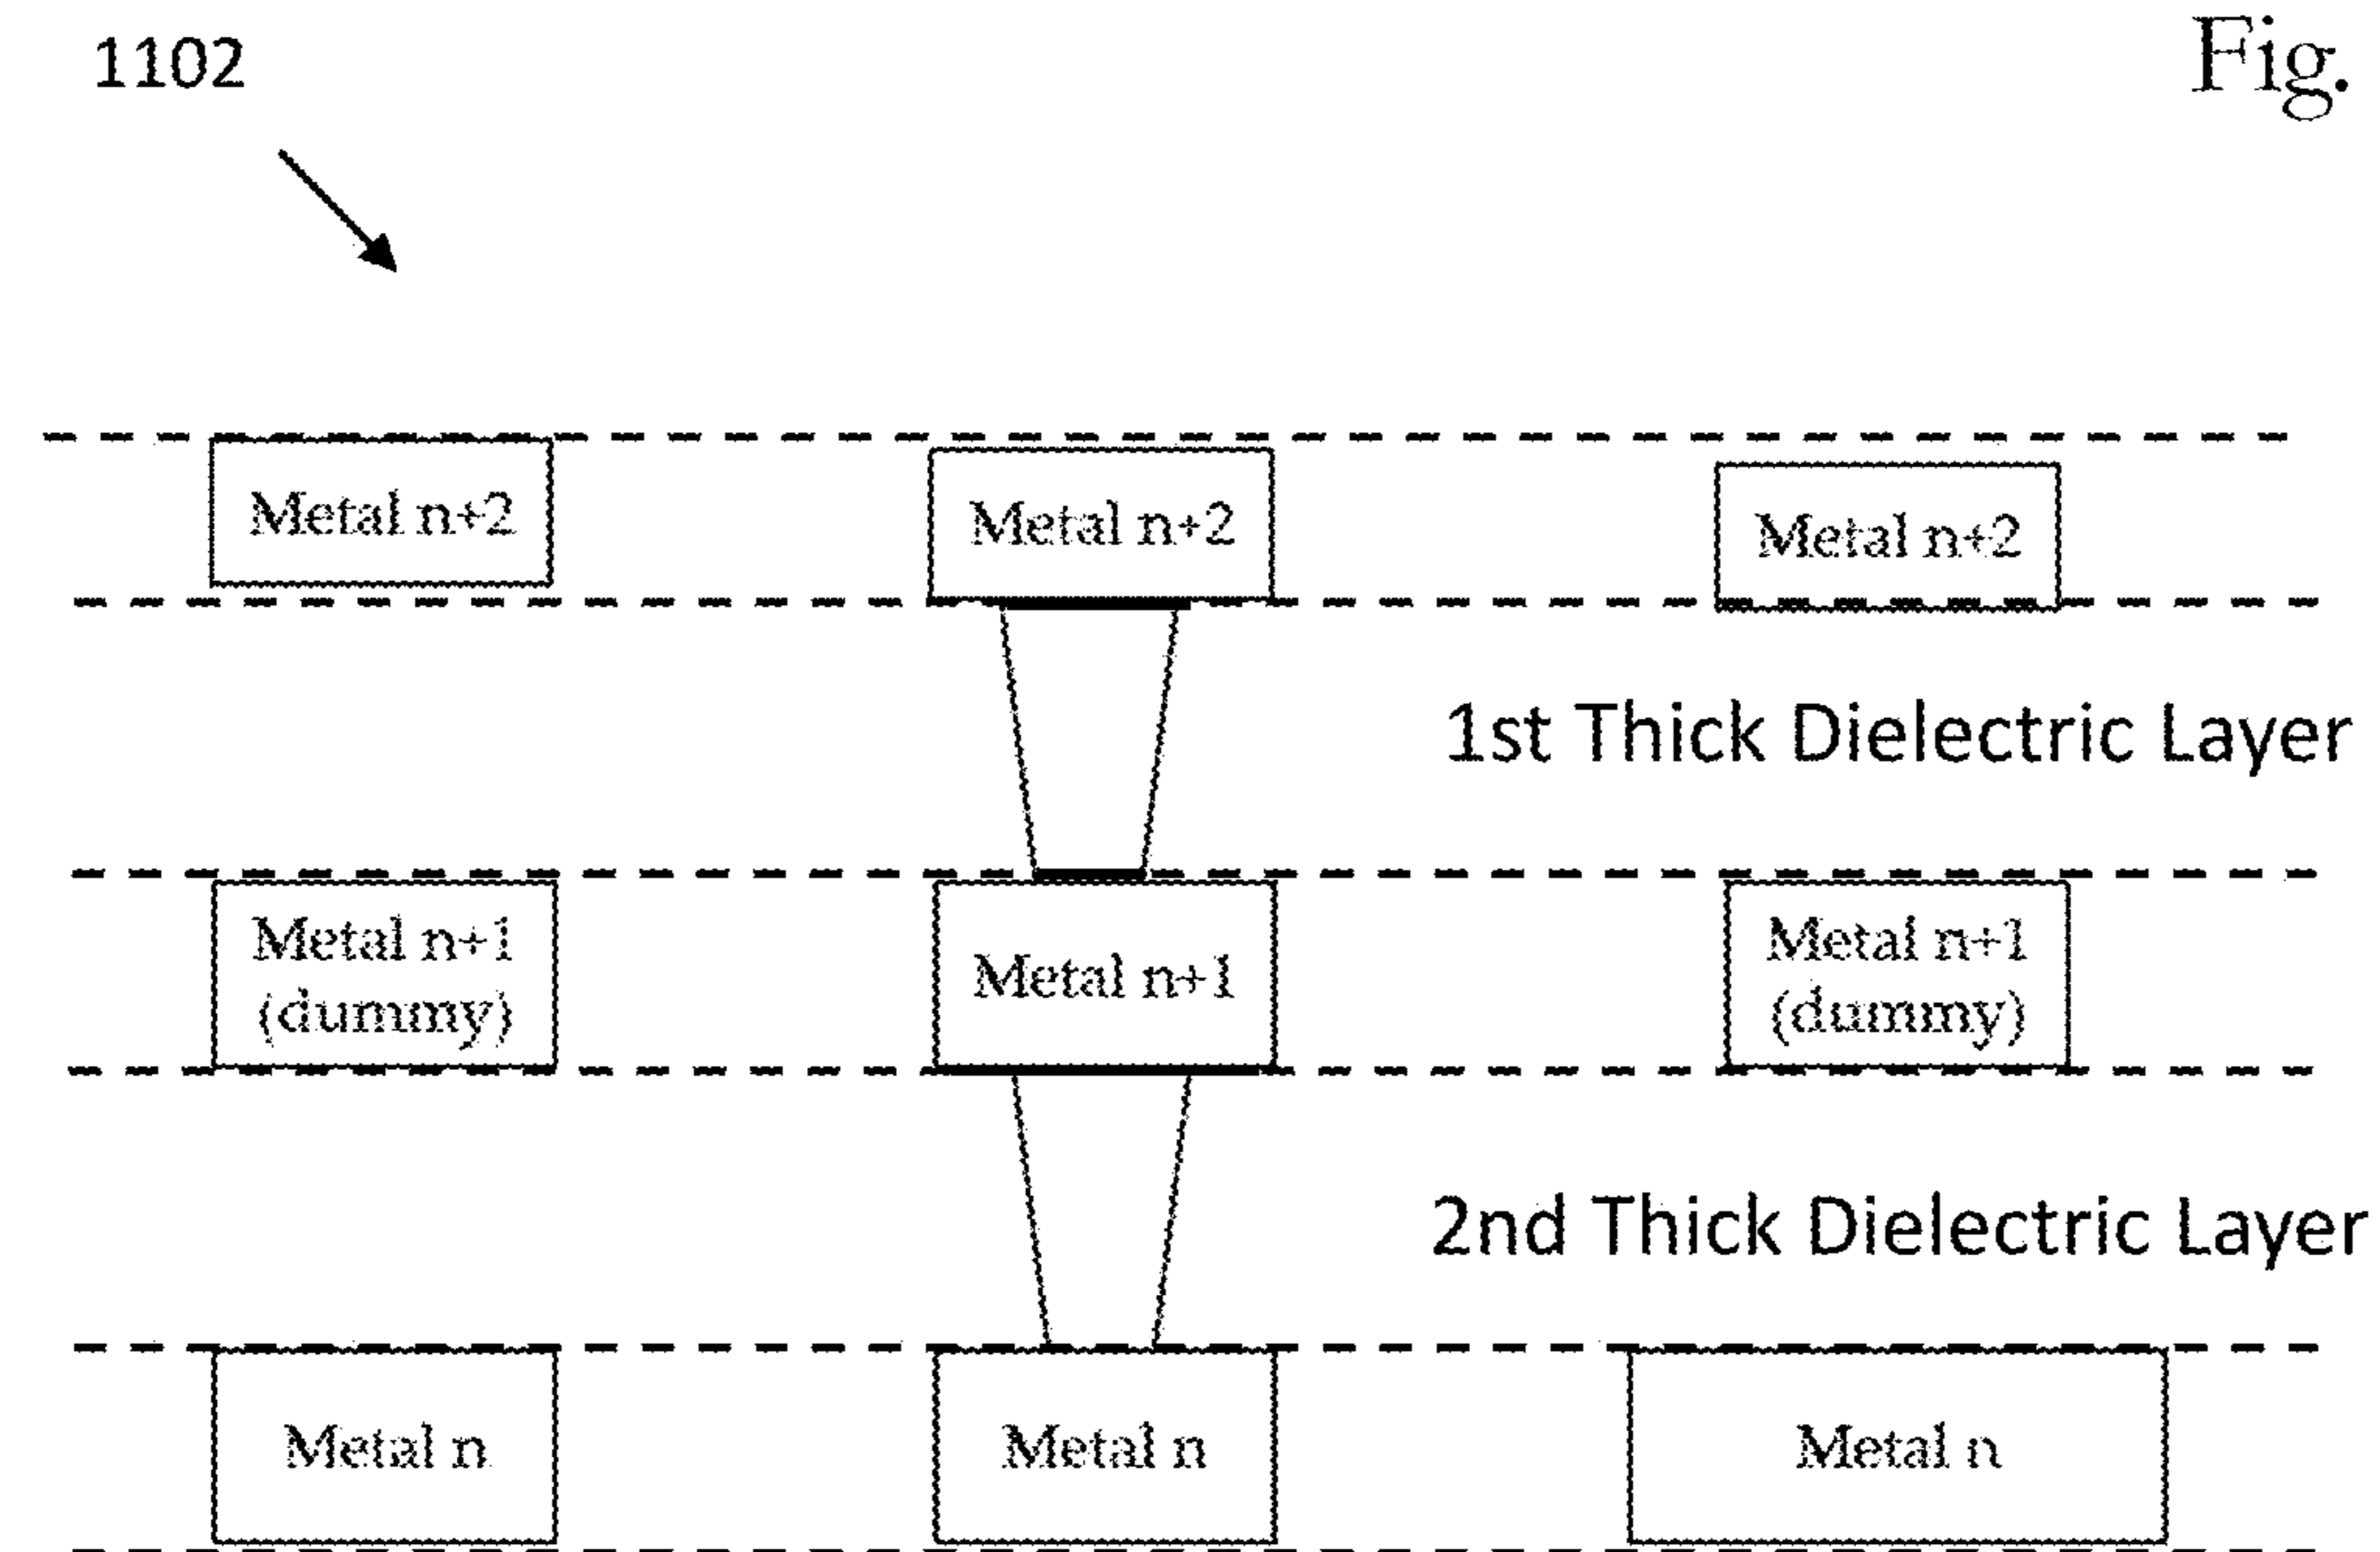 1102
Fig.
Metal n+2
Metal n+2
Metal n+2
1st Thick Dielectric Layer
Metal n+1
(dummy)
Metal n+1
Metal n+1
(dummy)
2nd Thick Dielectric Layer
Metal n
Metal n
Metal n